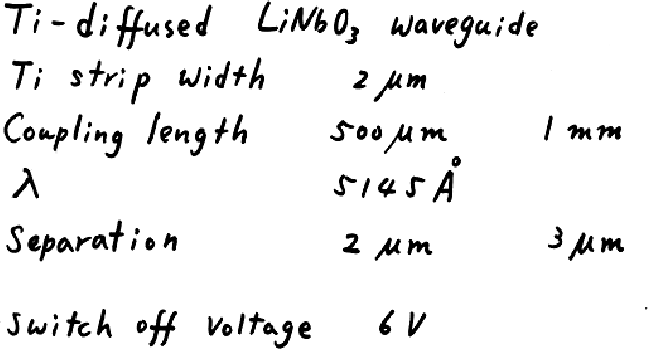 Ti-diffused LiNbO₃ waveguide
Ti strip width 2 μm
Coupling length 500 μm 1 mm
λ 5145 Å
Separation 2 μm 3 μm
Switch off voltage 6 V